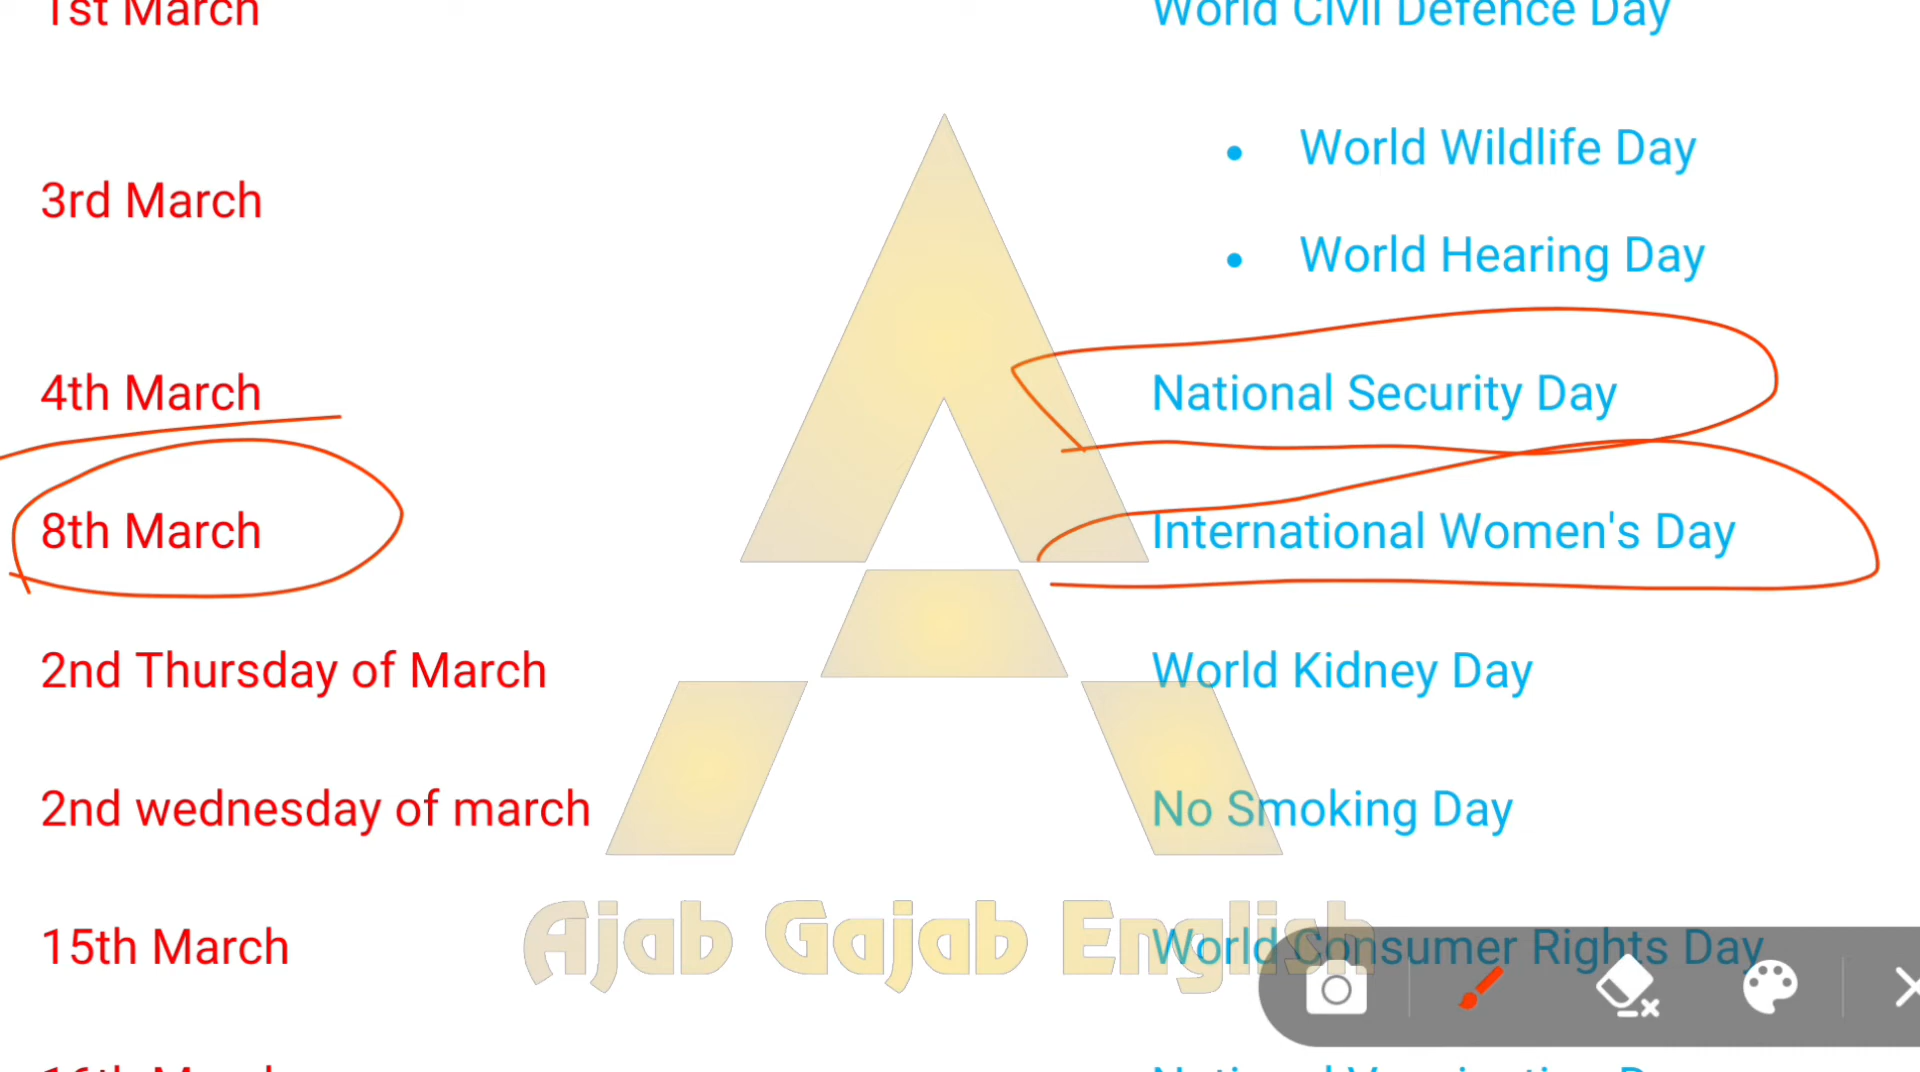 1st March World Civil Defence Day
• World Wildlife Day
3rd March
• World Hearing Day
4th March National Security Day
8th March International Women's Day
2nd Thursday of March World Kidney Day
2nd wednesday of march No Smoking Day
Ajab Gajab English
15th March World Consumer Rights Day